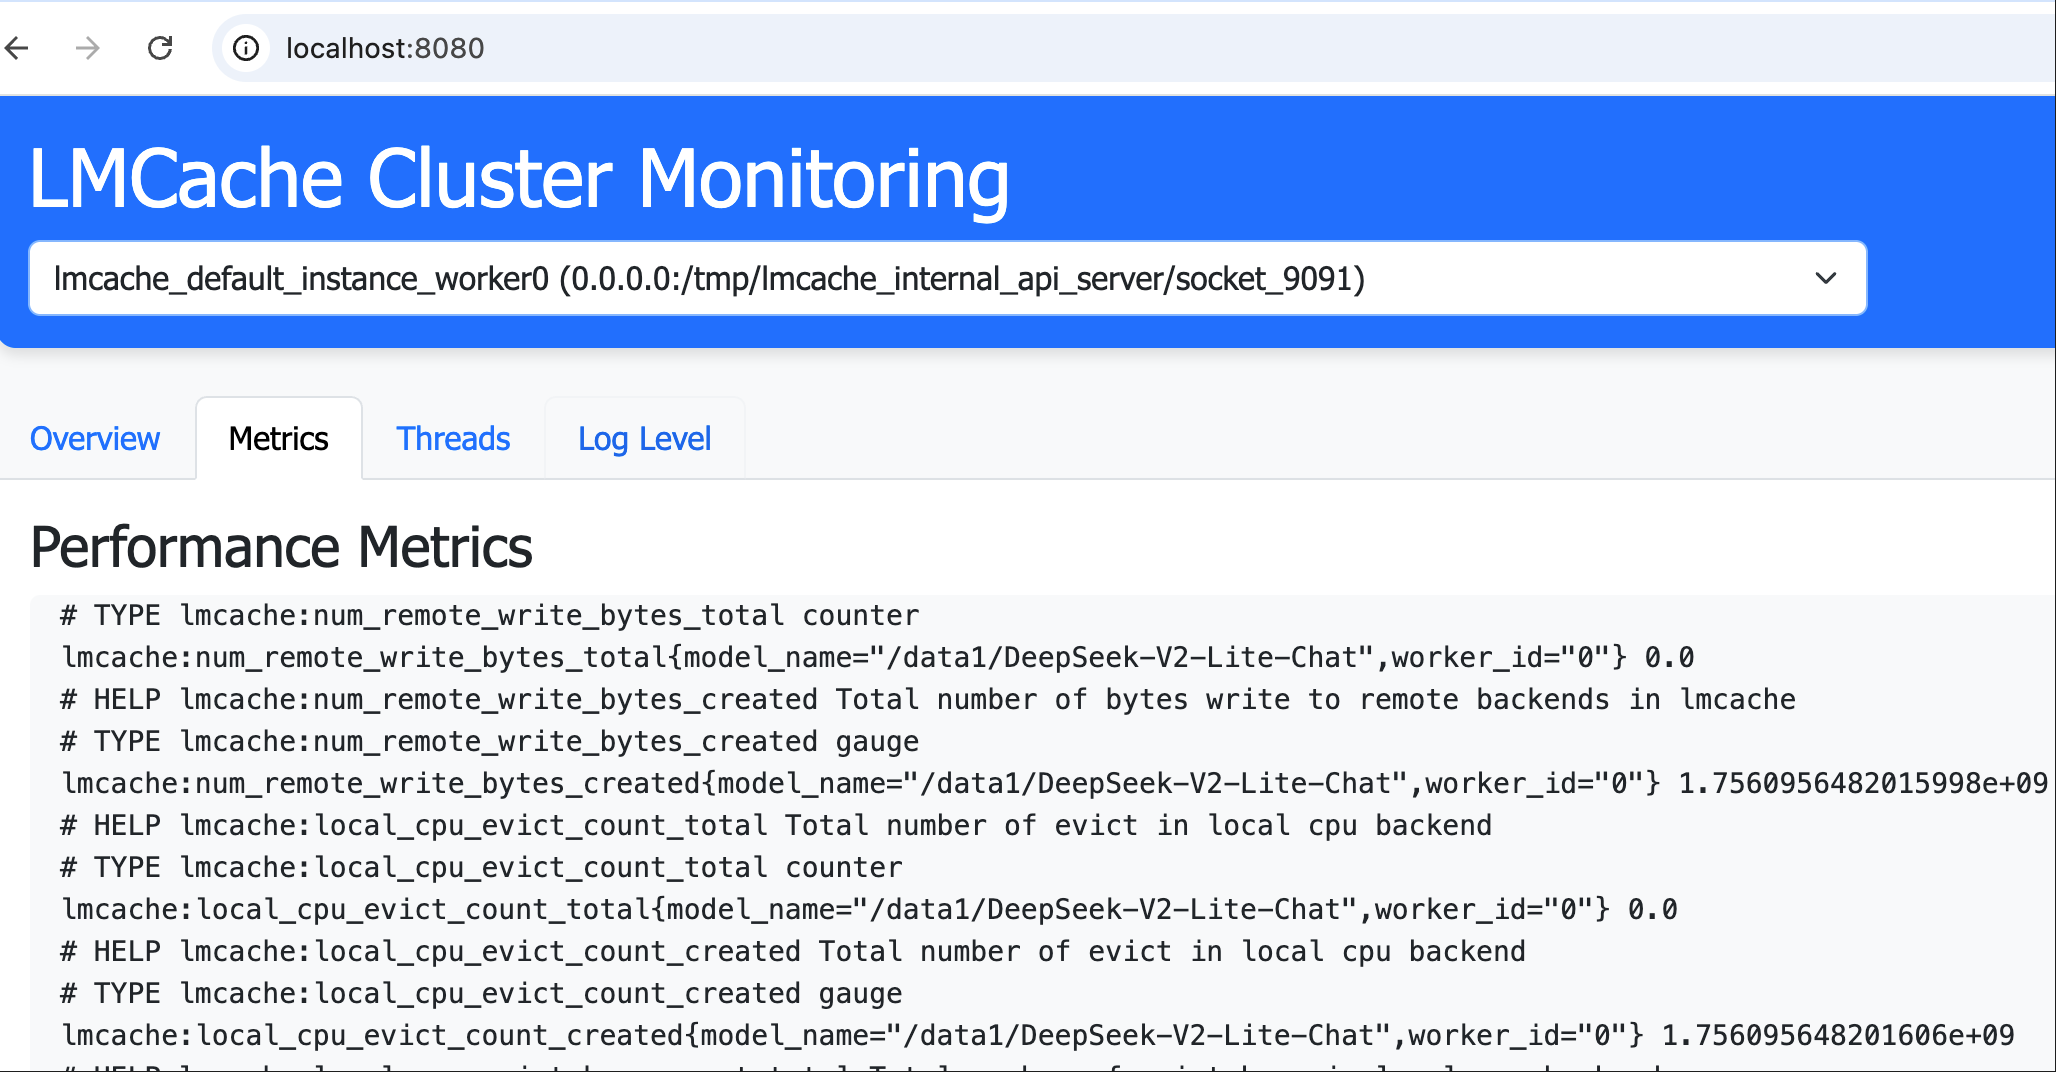 localhost:8080
LMCache Cluster Monitoring
lmcache_default_instance_worker0 (0.0.0.0:/tmp/lmcache_internal_api_server/socket_9091)
Overview Metrics Threads Log Level
Performance Metrics
# TYPE lmcache:num_remote_write_bytes_total counter
lmcache:num_remote_write_bytes_total{model_name="/data1/DeepSeek-V2-Lite-Chat",worker_id="0"} 0.0
# HELP lmcache:num_remote_write_bytes_created Total number of bytes write to remote backends in lmcache
# TYPE lmcache:num_remote_write_bytes_created gauge
lmcache:num_remote_write_bytes_created{model_name="/data1/DeepSeek-V2-Lite-Chat",worker_id="0"} 1.7560956482015998e+09
# HELP lmcache:local_cpu_evict_count_total Total number of evict in local cpu backend
# TYPE lmcache:local_cpu_evict_count_total counter
lmcache:local_cpu_evict_count_total{model_name="/data1/DeepSeek-V2-Lite-Chat",worker_id="0"} 0.0
# HELP lmcache:local_cpu_evict_count_created Total number of evict in local cpu backend
# TYPE lmcache:local_cpu_evict_count_created gauge
lmcache:local_cpu_evict_count_created{model_name="/data1/DeepSeek-V2-Lite-Chat",worker_id="0"} 1.756095648201606e+09